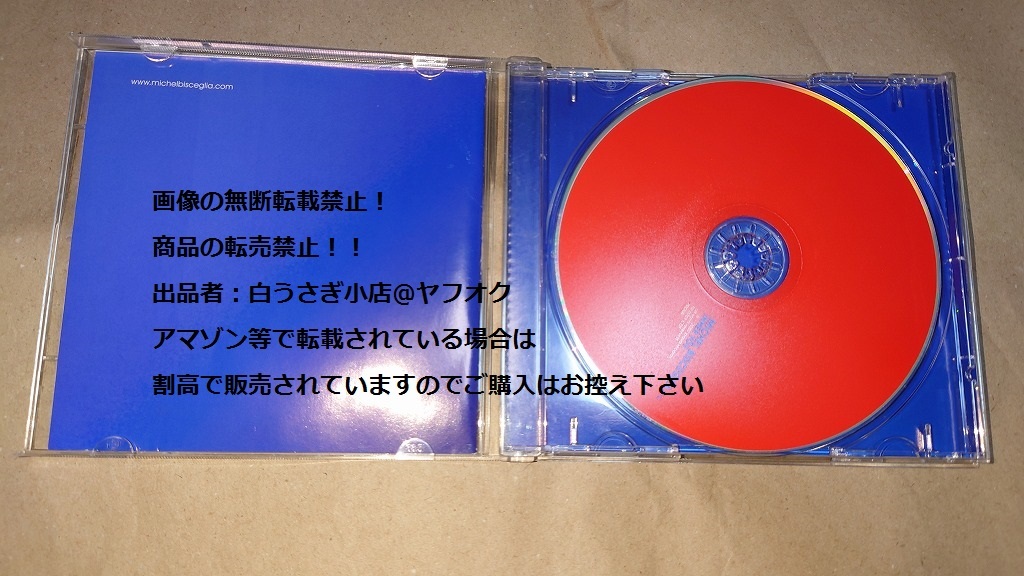 www.michelbisceglia.com
画像の無断転載禁止！
商品の転売禁止！！
出品者：白うさぎ小店@ヤフオク
アマゾン等で転載されている場合は
割高で販売されていますのでご購入はお控え下さい